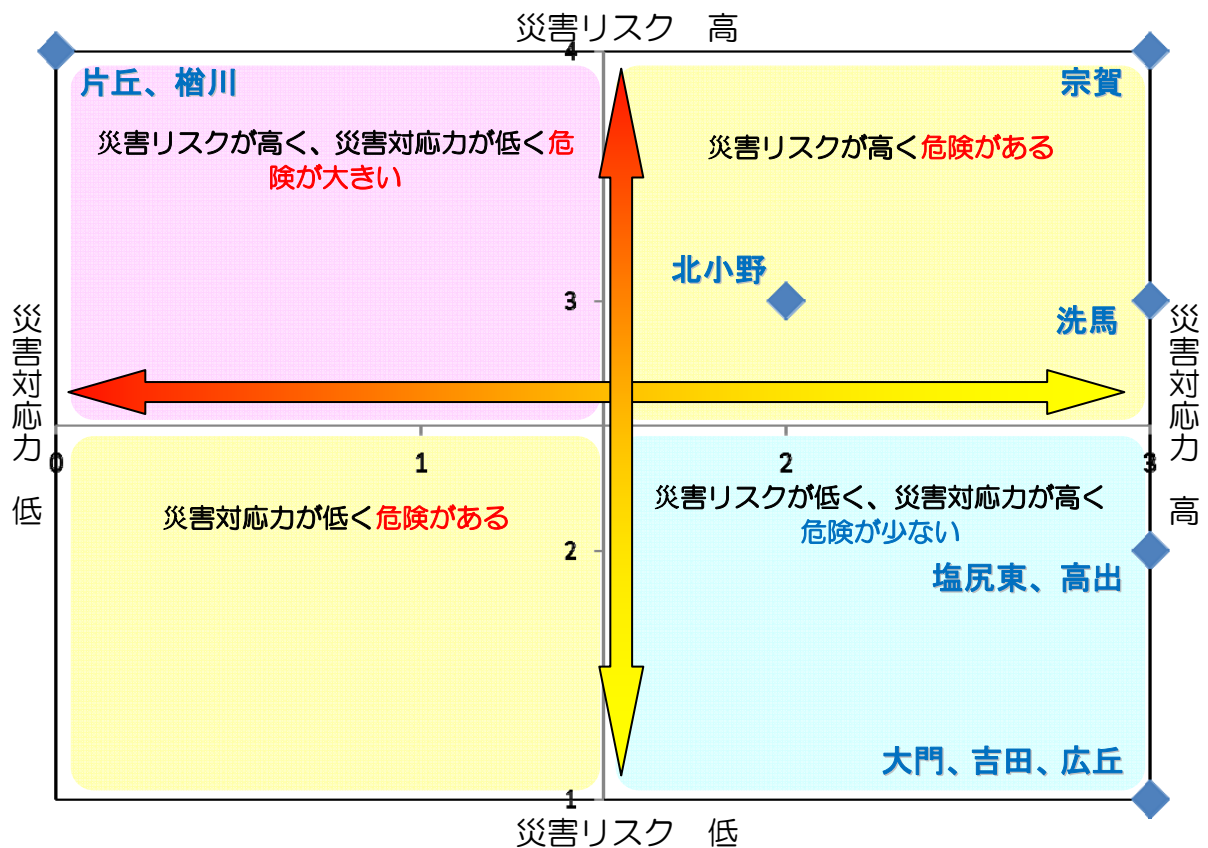 災害リスク 高
4
片丘、楢川
宗賀
災害リスクが高く、災害対応力が低く危
険が大きい
災害リスクが高く危険がある
北小野
3
洗馬
災害対応力 低
災害対応力 高
0
1
2
3
災害対応力が低く危険がある
災害リスクが低く、災害対応力が高く
危険が少ない
2
塩尻東、高出
大門、吉田、広丘
1
災害リスク 低